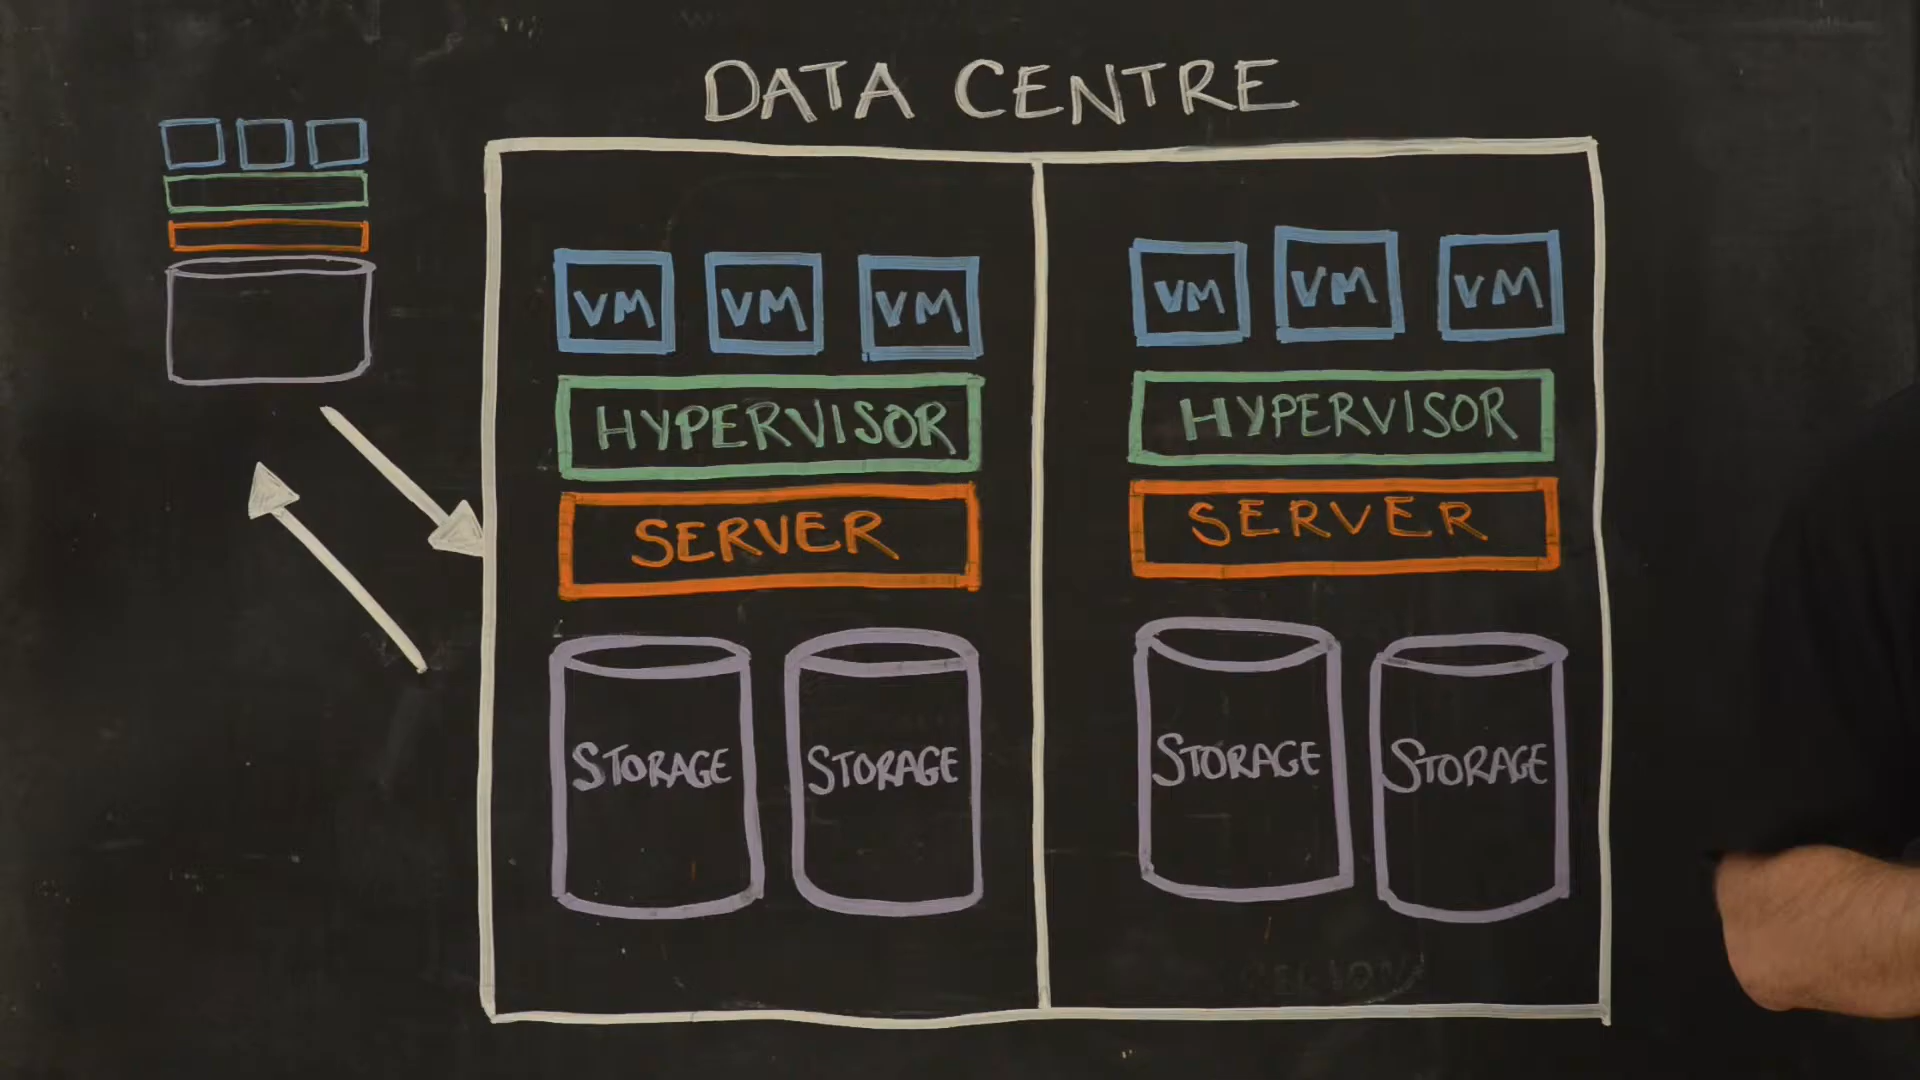 DATA CENTRE
VM VM VM
HYPERVISOR
SERVER
STORAGE STORAGE
VM VM VM
HYPERVISOR
SERVER
STORAGE STORAGE